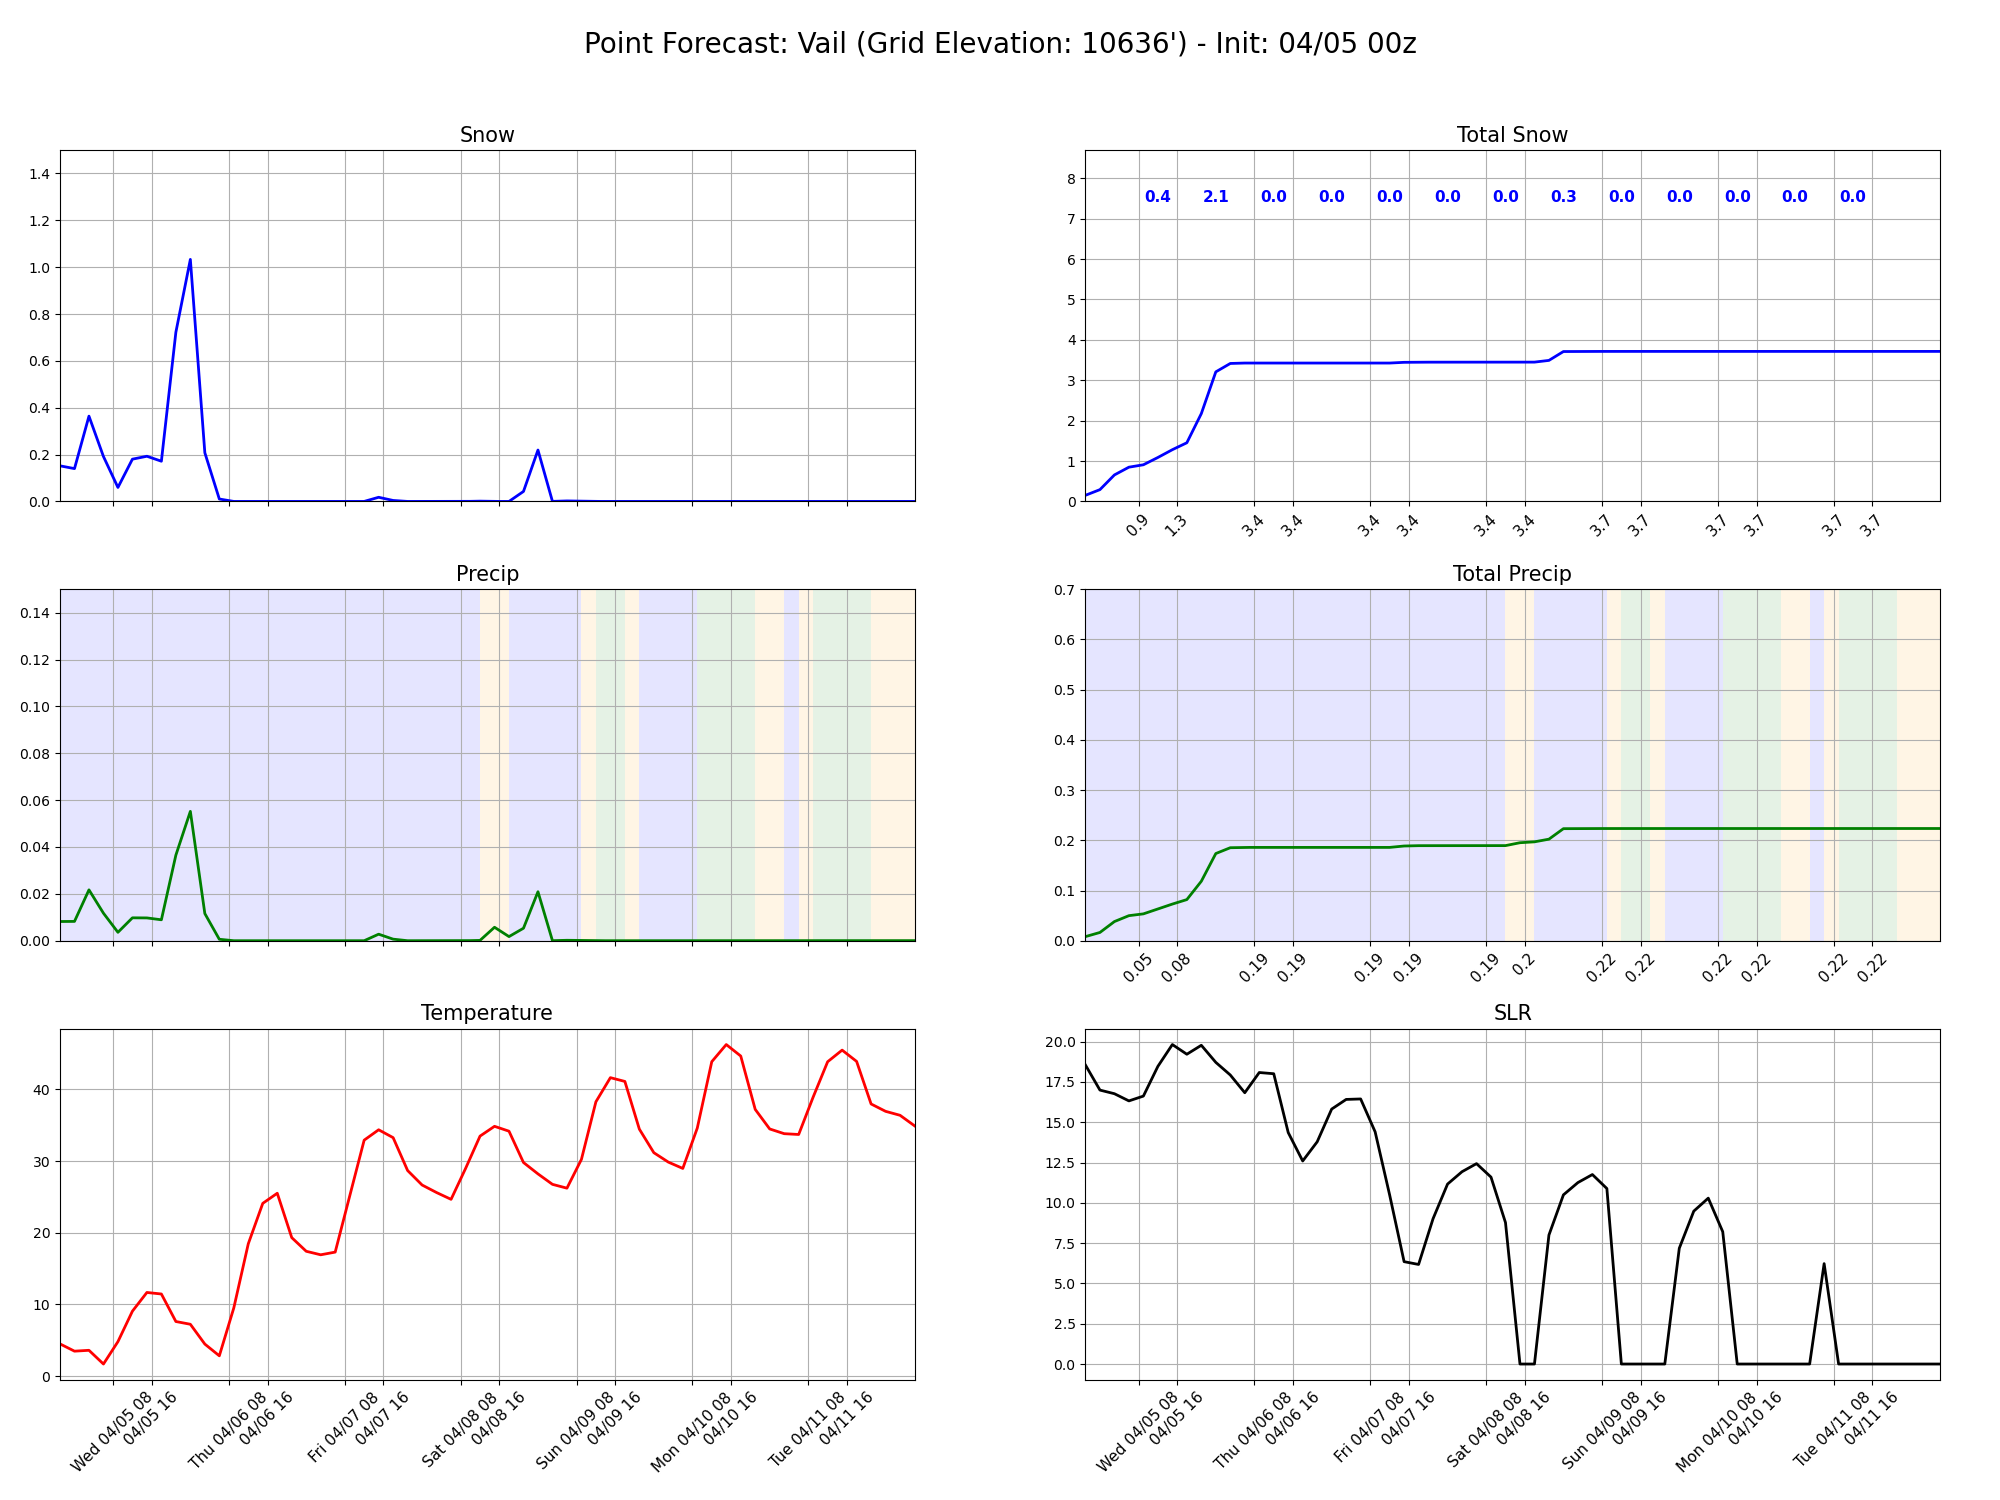 Point Forecast: Vail (Grid Elevation: 10636') - Init: 04/05 00z
Snow
1.4
1.2
1.0
0.8
0.6
0.4
0.2
0.0
Total Snow
8
7
6
5
4
3
2
1
0
0.4 2.1 0.0 0.0 0.0 0.0 0.0 0.3 0.0 0.0 0.0 0.0 0.0
0.9 1.3 3.4 3.4 3.4 3.4 3.4 3.4 3.7 3.7 3.7 3.7 3.7 3.7
Precip
0.14
0.12
0.10
0.08
0.06
0.04
0.02
0.00
Total Precip
0.7
0.6
0.5
0.4
0.3
0.2
0.1
0.0
0.05 0.08 0.19 0.19 0.19 0.19 0.19 0.2 0.22 0.22 0.22 0.22 0.22 0.22
Temperature
40
30
20
10
0
Wed 04/05 08
04/05 16
Thu 04/06 08
04/06 16
Fri 04/07 08
04/07 16
Sat 04/08 08
04/08 16
Sun 04/09 08
04/09 16
Mon 04/10 08
04/10 16
Tue 04/11 08
04/11 16
SLR
20.0
17.5
15.0
12.5
10.0
7.5
5.0
2.5
0.0
Wed 04/05 08
04/05 16
Thu 04/06 08
04/06 16
Fri 04/07 08
04/07 16
Sat 04/08 08
04/08 16
Sun 04/09 08
04/09 16
Mon 04/10 08
04/10 16
Tue 04/11 08
04/11 16